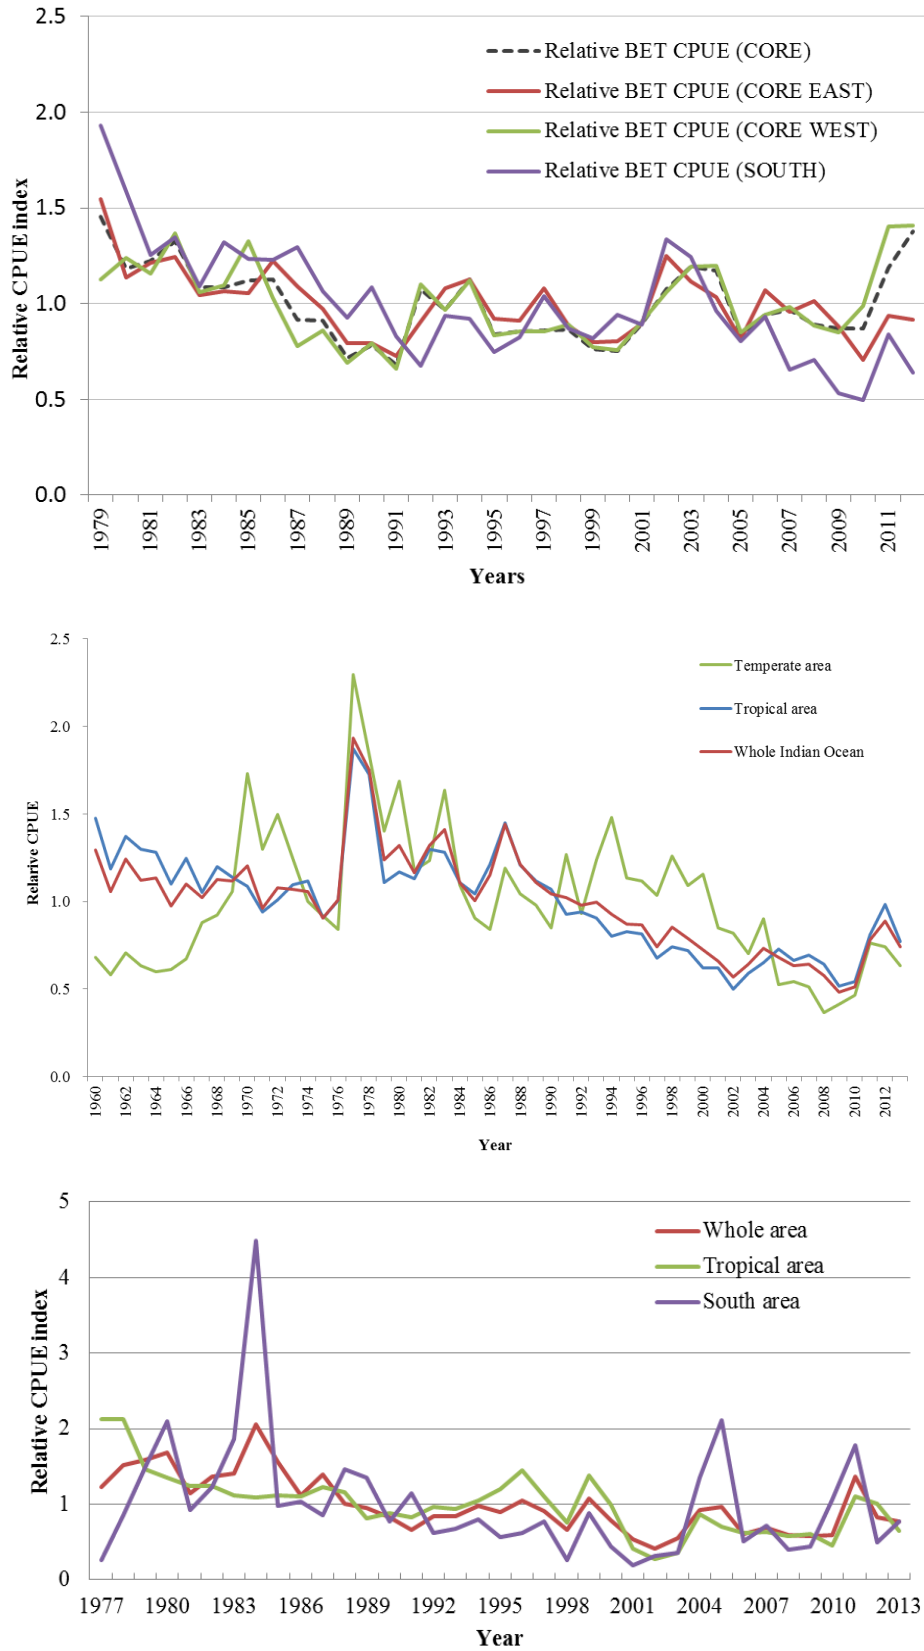 2.5
2.0
1.5
1.0
0.5
0.0
Relative CPUE index
Relative BET CPUE (CORE)
Relative BET CPUE (CORE EAST)
Relative BET CPUE (CORE WEST)
Relative BET CPUE (SOUTH)
1979 1981 1983 1985 1987 1989 1991 1993 1995 1997 1999 2001 2003 2005 2007 2009 2011
Years
2.5
2.0
1.5
1.0
0.5
0.0
Relarive CPUE
Temperate area
Tropical area
Whole Indian Ocean
1960 1962 1964 1966 1968 1970 1972 1974 1976 1978 1980 1982 1984 1986 1988 1990 1992 1994 1996 1998 2000 2002 2004 2006 2008 2010 2012
Year
5
4
3
2
1
0
Relative CPUE index
Whole area
Tropical area
South area
1977 1980 1983 1986 1989 1992 1995 1998 2001 2004 2007 2010 2013
Year